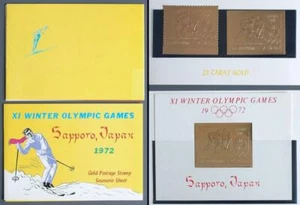 23 KARAT GOLD
XI WINTER OLYMPIC GAMES
Sapporo, Japan
1972
Gold Postage Stamp
Souvenir Sheet
XI WINTER OLYMPIC GAMES
19 72
Sapporo, Japan